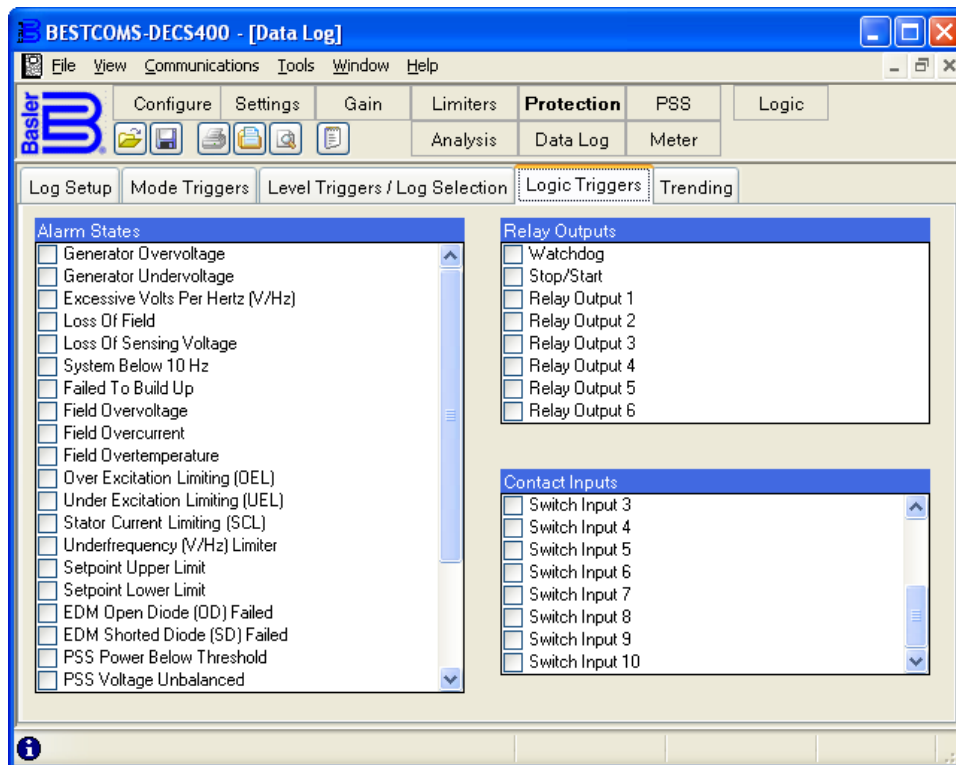 BESTCOMS-DECS400 - [Data Log]
File View Communications Tools Window Help
Basler
Configure Settings Gain Limiters Protection PSS Logic
Analysis Data Log Meter
Log Setup Mode Triggers Level Triggers / Log Selection Logic Triggers Trending
Alarm States
Generator Overvoltage
Generator Undervoltage
Excessive Volts Per Hertz (V/Hz)
Loss Of Field
Loss Of Sensing Voltage
System Below 10 Hz
Failed To Build Up
Field Overvoltage
Field Overcurrent
Field Overtemperature
Over Excitation Limiting (OEL)
Under Excitation Limiting (UEL)
Stator Current Limiting (SCL)
Underfrequency (V/Hz) Limiter
Setpoint Upper Limit
Setpoint Lower Limit
EDM Open Diode (OD) Failed
EDM Shorted Diode (SD) Failed
PSS Power Below Threshold
PSS Voltage Unbalanced
Relay Outputs
Watchdog
Stop/Start
Relay Output 1
Relay Output 2
Relay Output 3
Relay Output 4
Relay Output 5
Relay Output 6
Contact Inputs
Switch Input 3
Switch Input 4
Switch Input 5
Switch Input 6
Switch Input 7
Switch Input 8
Switch Input 9
Switch Input 10